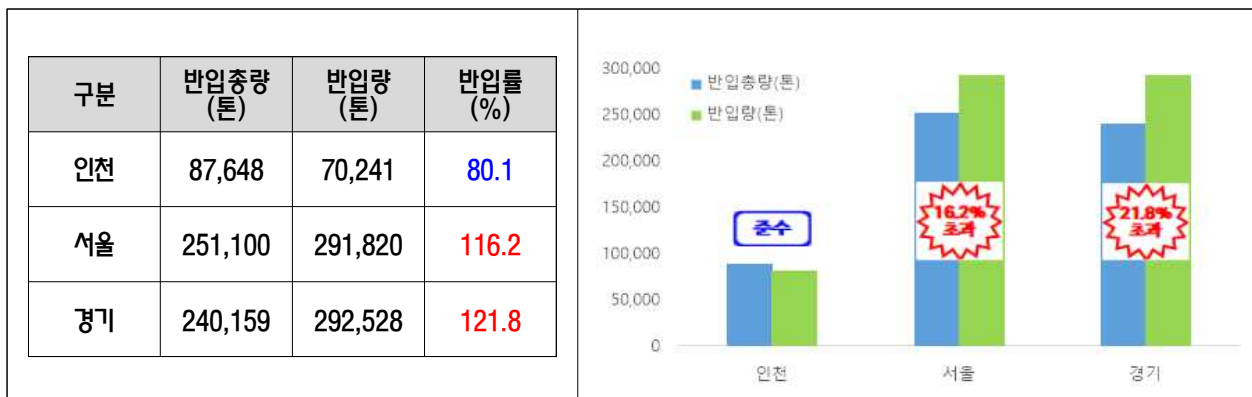 구분 반입총량 (톤) 반입량 (톤) 반입률 (%)
인천 87,648 70,241 80.1
서울 251,100 291,820 116.2
경기 240,159 292,528 121.8
반입총량(톤)
반입량(톤)
300,000
250,000
200,000
150,000
100,000
50,000
0
준수
16.2%
초과
21.8%
초과
인천 서울 경기